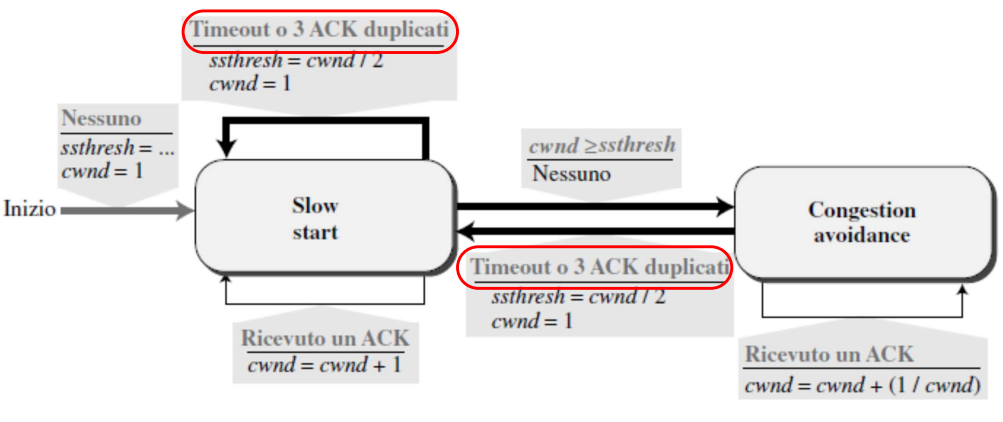 Timeout o 3 ACK duplicati
ssthresh = cwnd / 2
cwnd = 1
Nessuno
ssthresh = ...
cwnd = 1
cwnd ≥ssthresh
Nessuno
Inizio
Slow
start
Congestion
avoidance
Timeout o 3 ACK duplicati
ssthresh = cwnd / 2
cwnd = 1
Ricevuto un ACK
cwnd = cwnd + 1
Ricevuto un ACK
cwnd = cwnd + (1 / cwnd)